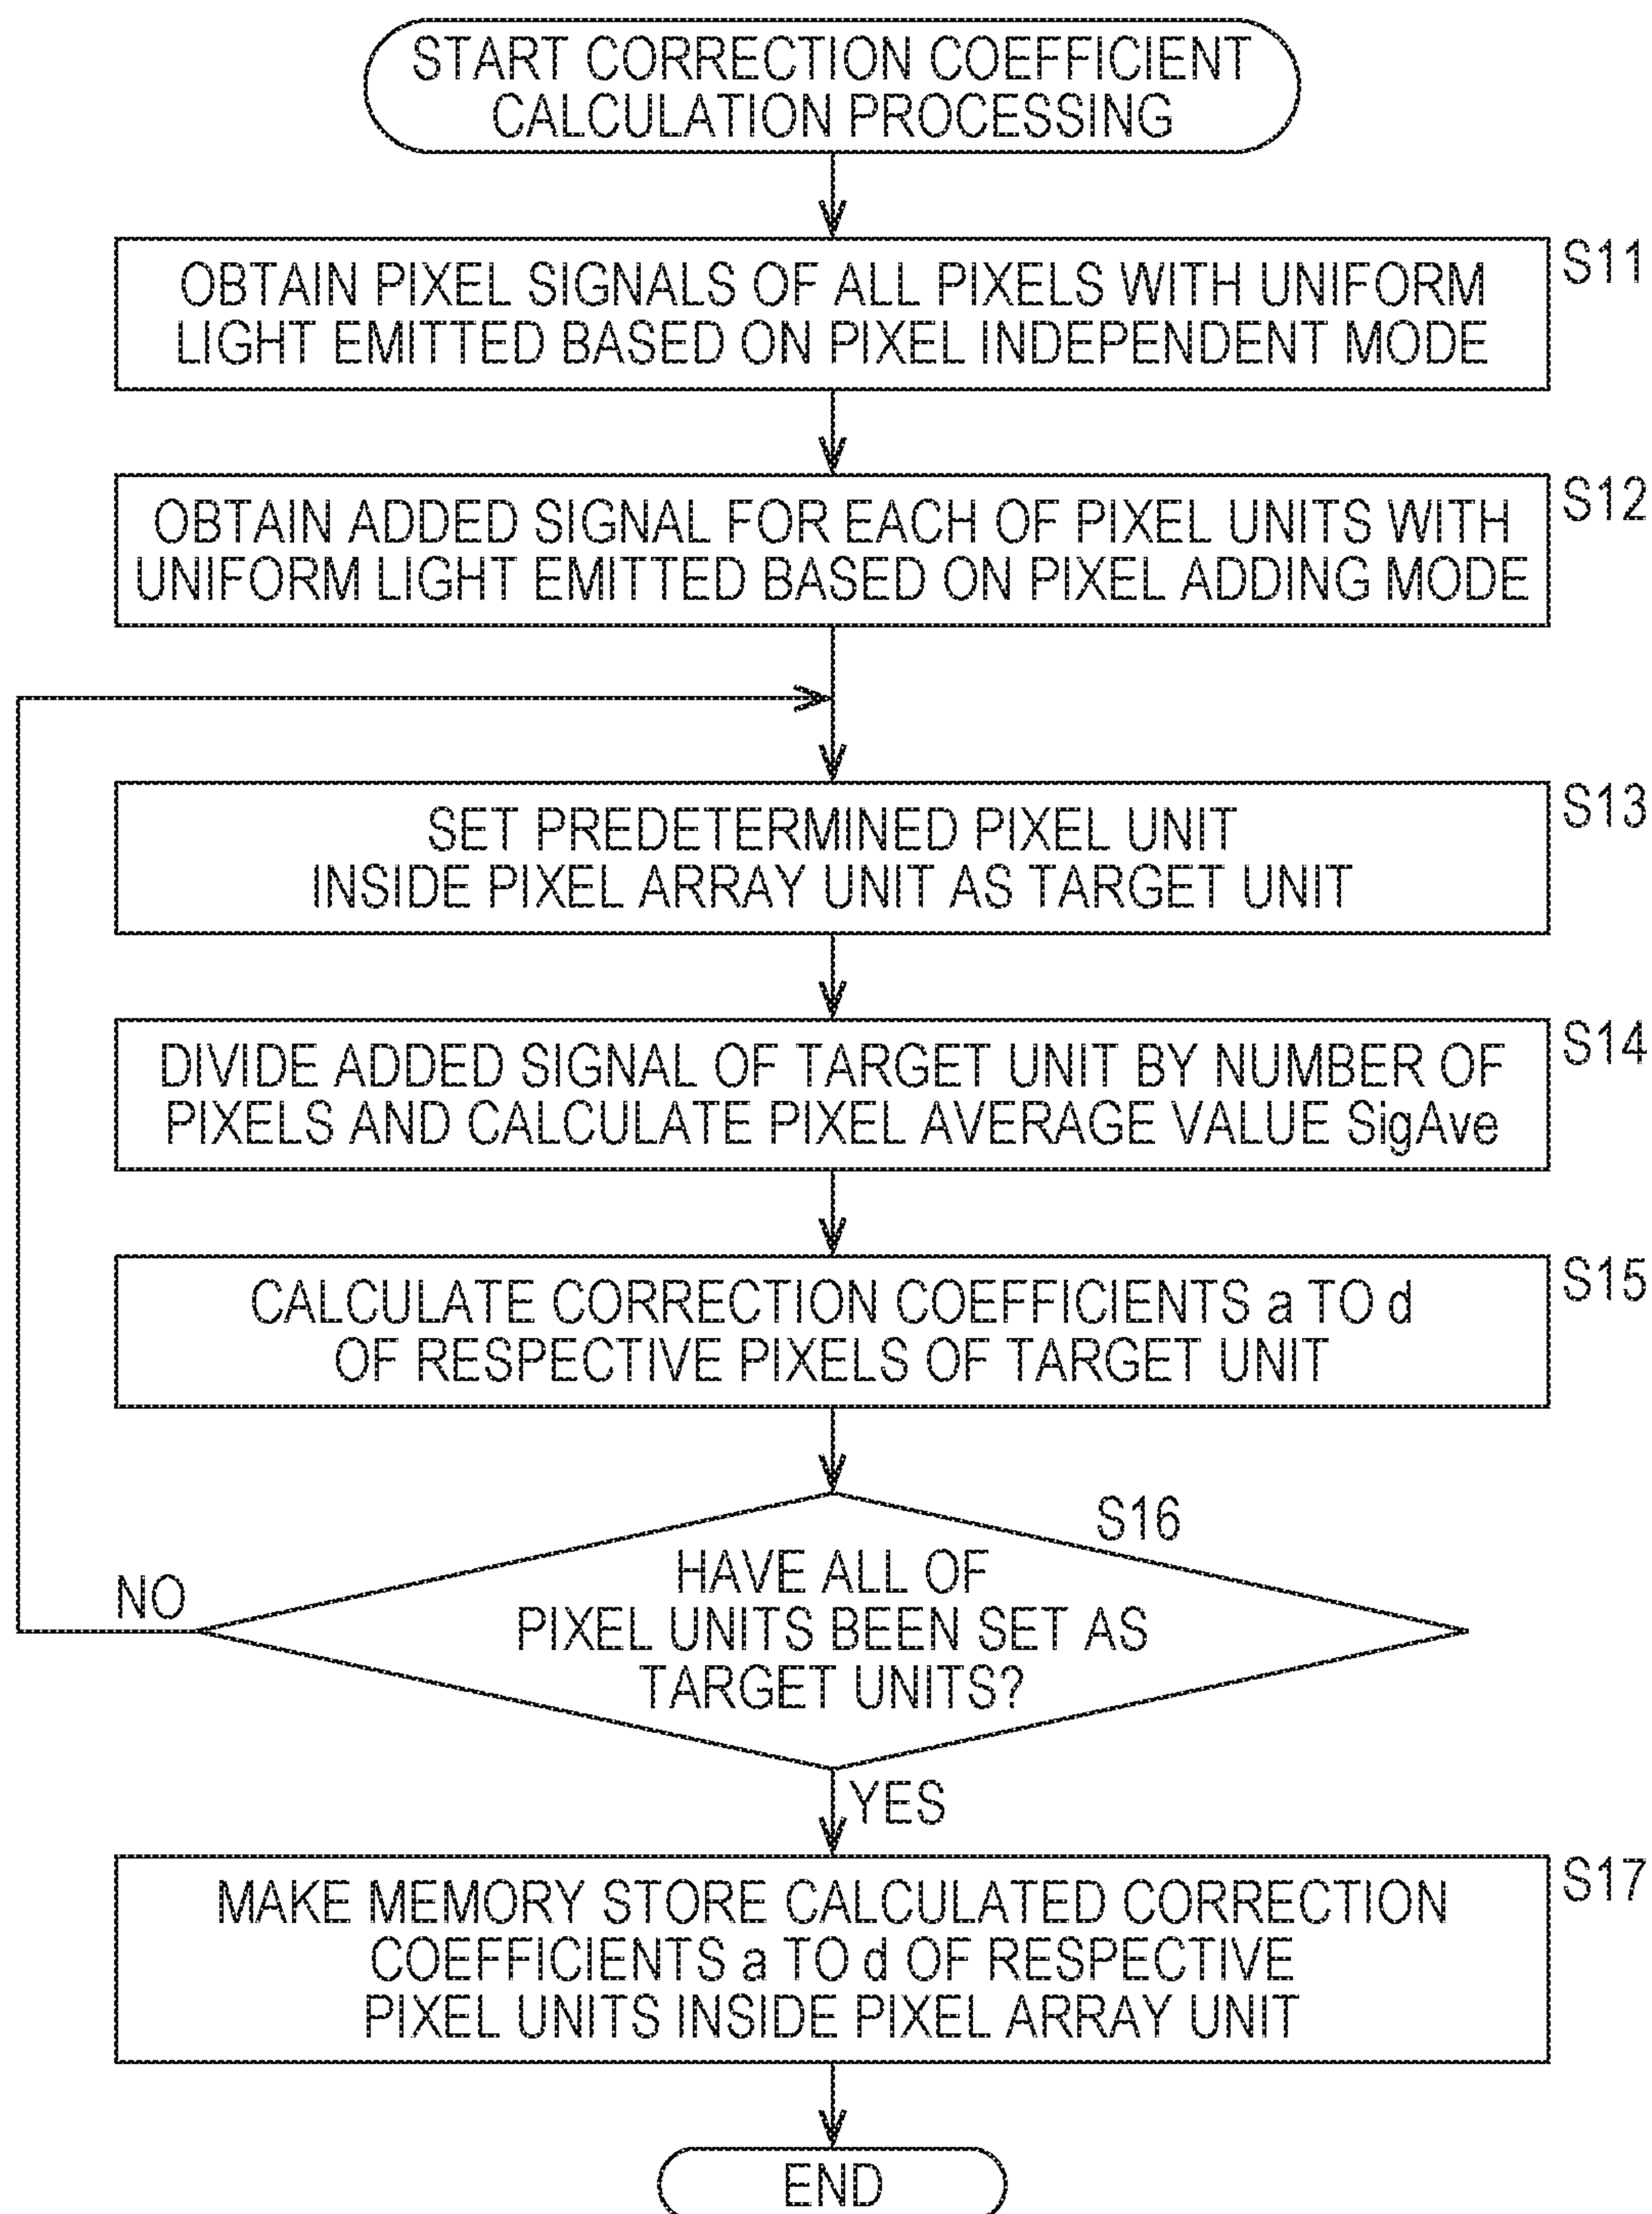 START CORRECTION COEFFICIENT
CALCULATION PROCESSING
S11
OBTAIN PIXEL SIGNALS OF ALL PIXELS WITH UNIFORM
LIGHT EMITTED BASED ON PIXEL INDEPENDENT MODE
S12
OBTAIN ADDED SIGNAL FOR EACH OF PIXEL UNITS WITH
UNIFORM LIGHT EMITTED BASED ON PIXEL ADDING MODE
S13
SET PREDETERMINED PIXEL UNIT
INSIDE PIXEL ARRAY UNIT AS TARGET UNIT
S14
DIVIDE ADDED SIGNAL OF TARGET UNIT BY NUMBER OF
PIXELS AND CALCULATE PIXEL AVERAGE VALUE SigAve
S15
CALCULATE CORRECTION COEFFICIENTS a TO d
OF RESPECTIVE PIXELS OF TARGET UNIT
S16
HAVE ALL OF
PIXEL UNITS BEEN SET AS
TARGET UNITS?
NO
YES
S17
MAKE MEMORY STORE CALCULATED CORRECTION
COEFFICIENTS a TO d OF RESPECTIVE
PIXEL UNITS INSIDE PIXEL ARRAY UNIT
END